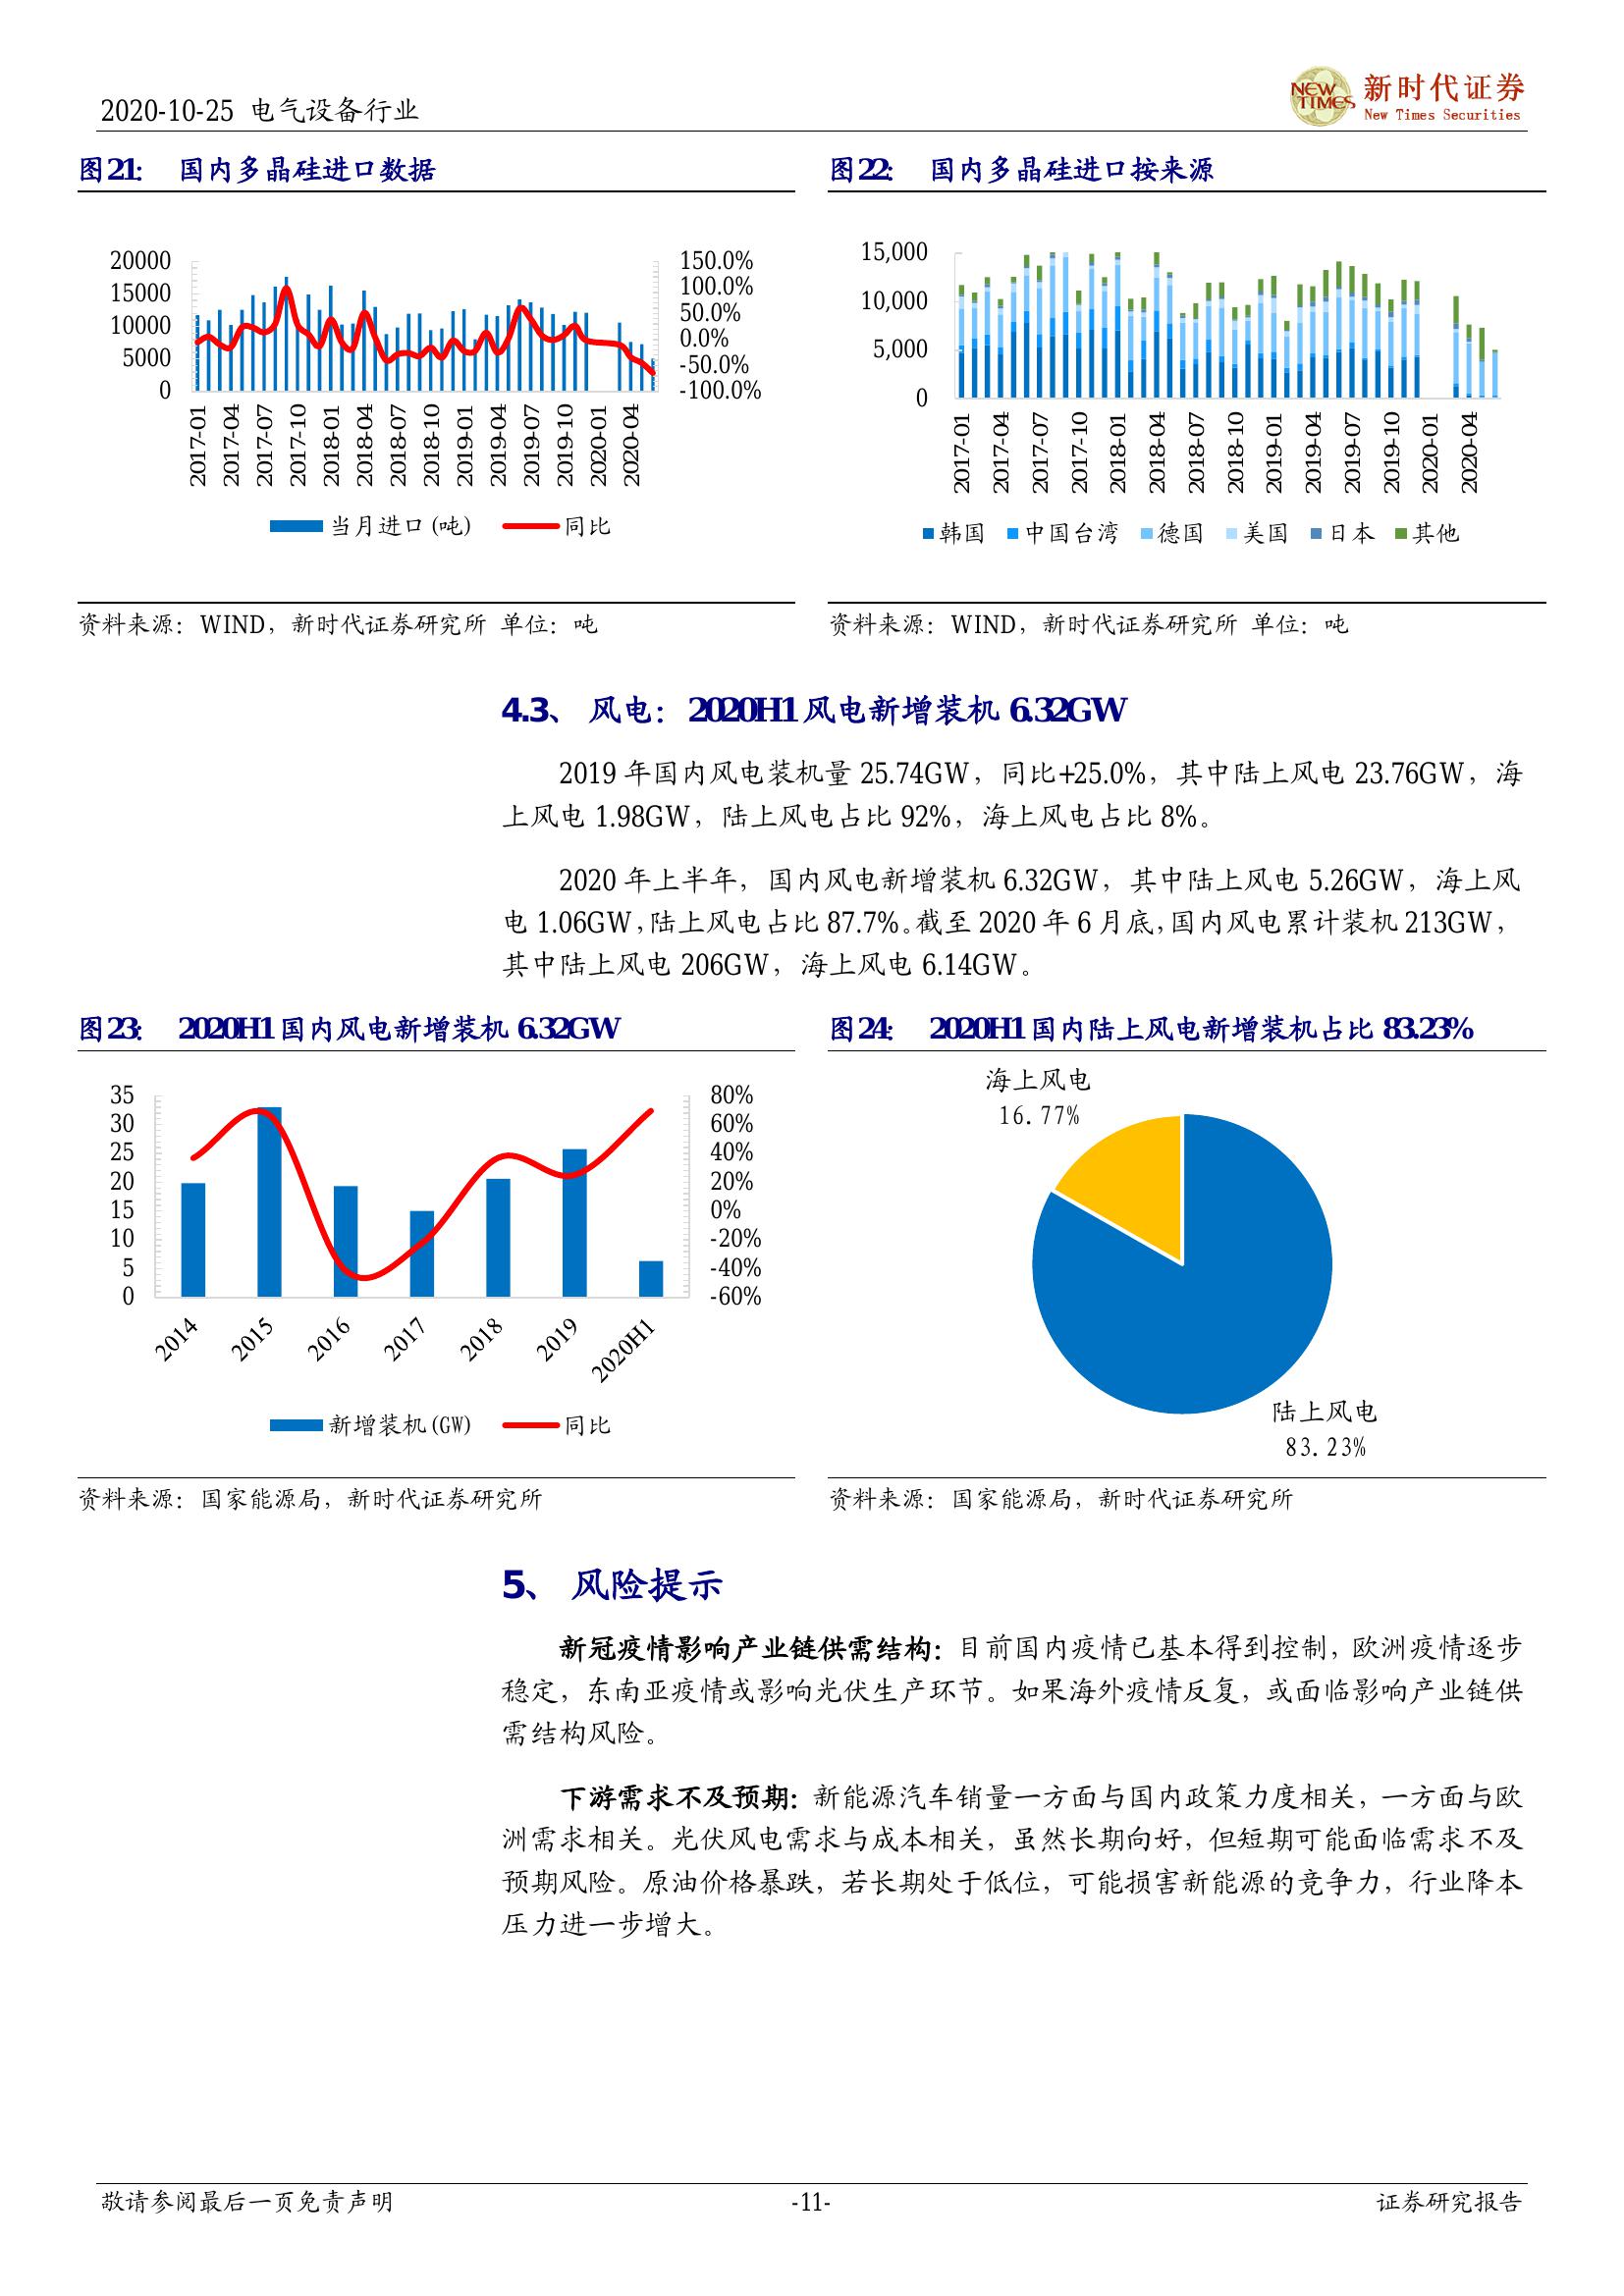 2020-10-25 电气设备行业
NEW TIMES 新时代证券
New Times Securities
图21： 国内多晶硅进口数据
20000
15000
10000
5000
0
150.0%
100.0%
50.0%
0.0%
-50.0%
-100.0%
2017-01
2017-04
2017-07
2017-10
2018-01
2018-04
2018-07
2018-10
2019-01
2019-04
2019-07
2019-10
2020-01
2020-04
当月进口(吨) 同比
资料来源：WIND，新时代证券研究所 单位：吨
图22： 国内多晶硅进口按来源
15,000
10,000
5,000
0
2017-01
2017-04
2017-07
2017-10
2018-01
2018-04
2018-07
2018-10
2019-01
2019-04
2019-07
2019-10
2020-01
2020-04
韩国 中国台湾 德国 美国 日本 其他
资料来源：WIND，新时代证券研究所 单位：吨
4.3、 风电：2020H1风电新增装机 6.32GW
2019 年国内风电装机量 25.74GW，同比+25.0%，其中陆上风电 23.76GW，海
上风电 1.98GW，陆上风电占比 92%，海上风电占比 8%。
2020 年上半年，国内风电新增装机 6.32GW，其中陆上风电 5.26GW，海上风
电 1.06GW，陆上风电占比 87.7%。截至 2020 年 6 月底，国内风电累计装机 213GW，
其中陆上风电 206GW，海上风电 6.14GW。
图23： 2020H1国内风电新增装机 6.32GW
35
30
25
20
15
10
5
0
80%
60%
40%
20%
0%
-20%
-40%
-60%
2014
2015
2016
2017
2018
2019
2020H1
新增装机(GW) 同比
资料来源：国家能源局，新时代证券研究所
图24： 2020H1国内陆上风电新增装机占比 83.23%
海上风电
16.77%
陆上风电
83.23%
资料来源：国家能源局，新时代证券研究所
5、 风险提示
新冠疫情影响产业链供需结构：目前国内疫情已基本得到控制，欧洲疫情逐步
稳定，东南亚疫情或影响光伏生产环节。如果海外疫情反复，或面临影响产业链供
需结构风险。
下游需求不及预期：新能源汽车销量一方面与国内政策力度相关，一方面与欧
洲需求相关。光伏风电需求与成本相关，虽然长期向好，但短期可能面临需求不及
预期风险。原油价格暴跌，若长期处于低位，可能损害新能源的竞争力，行业降本
压力进一步增大。
敬请参阅最后一页免责声明 -11- 证券研究报告